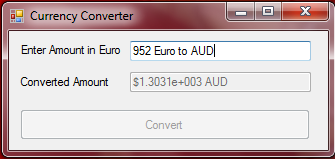 Currency Converter
Enter Amount in Euro 952 Euro to AUD
Converted Amount $1.3031e+003 AUD
Convert